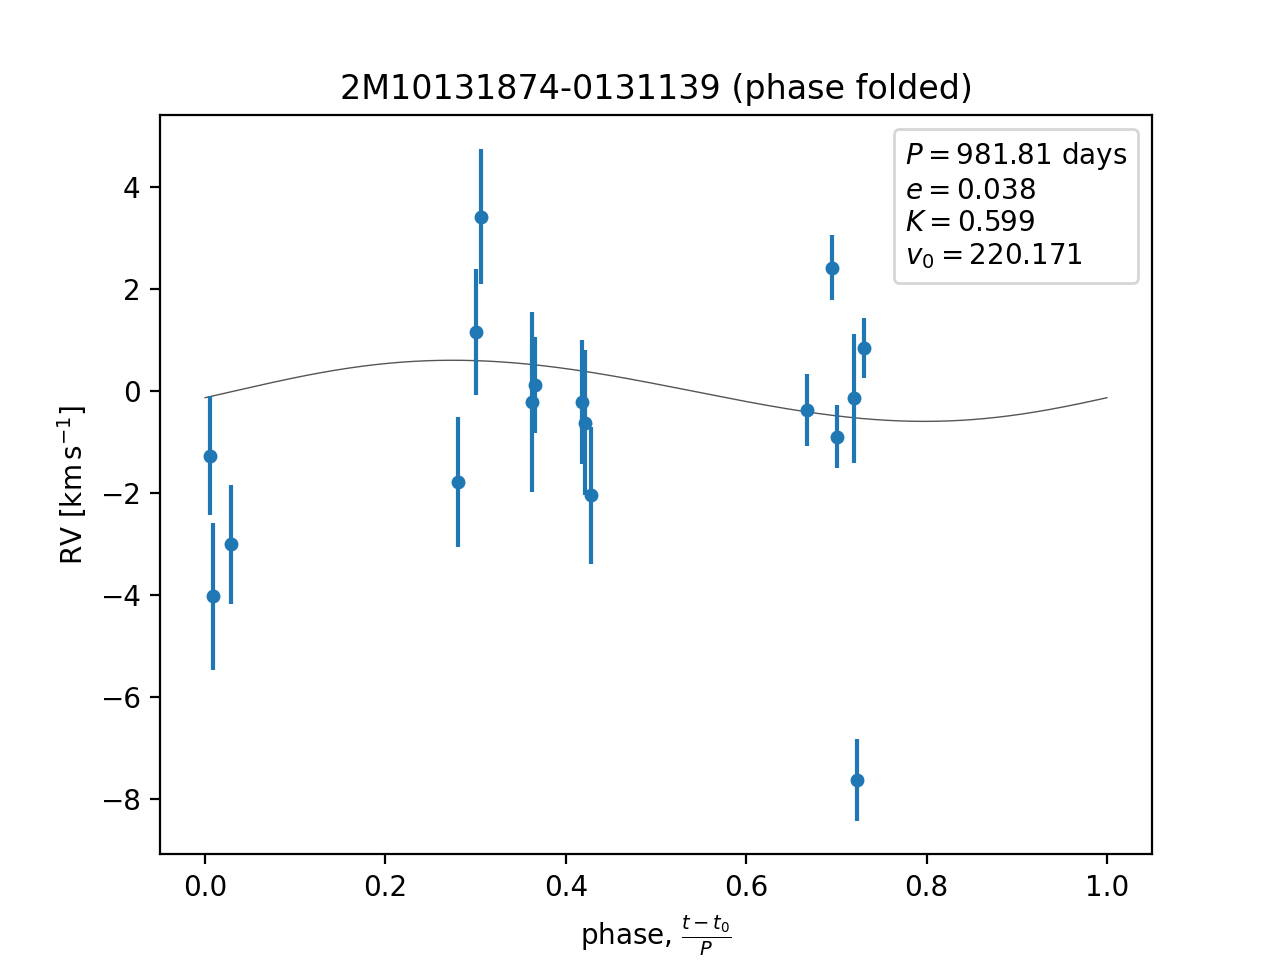 2M10131874-0131139 (phase folded)
P = 981.81 days
e = 0.038
K = 0.599
v₀ = 220.171
RV [km s⁻¹]
4
2
0
−2
−4
−6
−8
0.0 0.2 0.4 0.6 0.8 1.0
phase, (t − t₀)/P